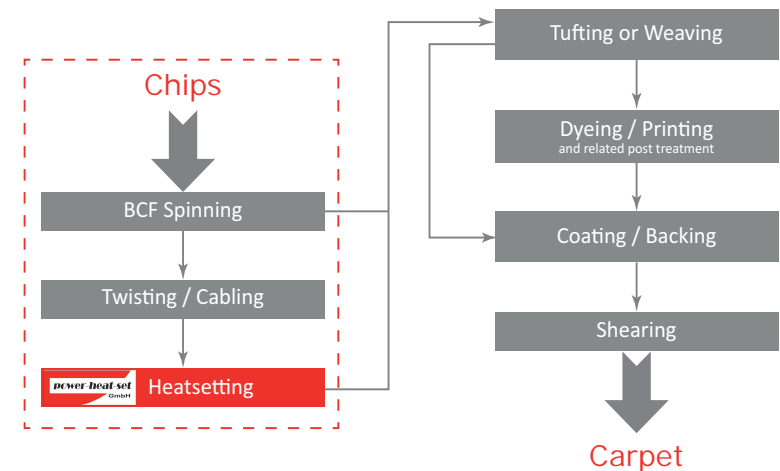 Chips
BCF Spinning
Twisting / Cabling
power-heat-set
GmbH
Heatsetting
Tufting or Weaving
Dyeing / Printing
and related post treatment
Coating / Backing
Shearing
Carpet